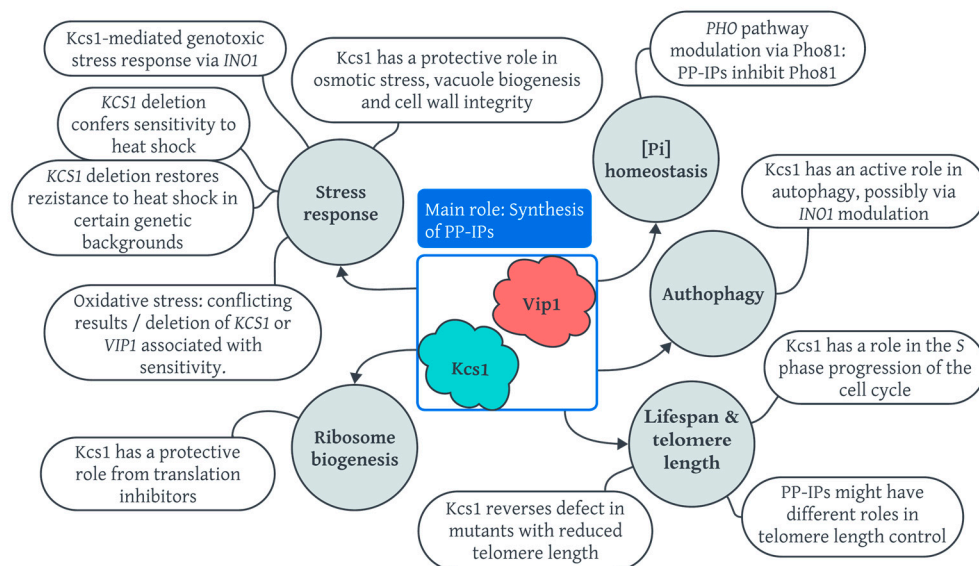 Kcs1-mediated genotoxic
stress response via INO1
Kcs1 has a protective role in
osmotic stress, vacuole biogenesis
and cell wall integrity
PHO pathway
modulation via Pho81:
PP-IPs inhibit Pho81
KCS1 deletion
confers sensitivity to
heat shock
[Pi]
homeostasis
KCS1 deletion restores
rezistance to heat shock in
certain genetic
backgrounds
Stress
response
Kcs1 has an active role in
autophagy, possibly via
INO1 modulation
Main role: Synthesis
of PP-IPs
Vip1
Authophagy
Oxidative stress: conflicting
results / deletion of KCS1 or
VIP1 associated with
sensitivity.
Kcs1
Kcs1 has a role in the S
phase progression of the
cell cycle
Ribosome
biogenesis
Lifespan &
telomere
length
Kcs1 has a protective
role from translation
inhibitors
Kcs1 reverses defect in
mutants with reduced
telomere length
PP-IPs might have
different roles in
telomere length control